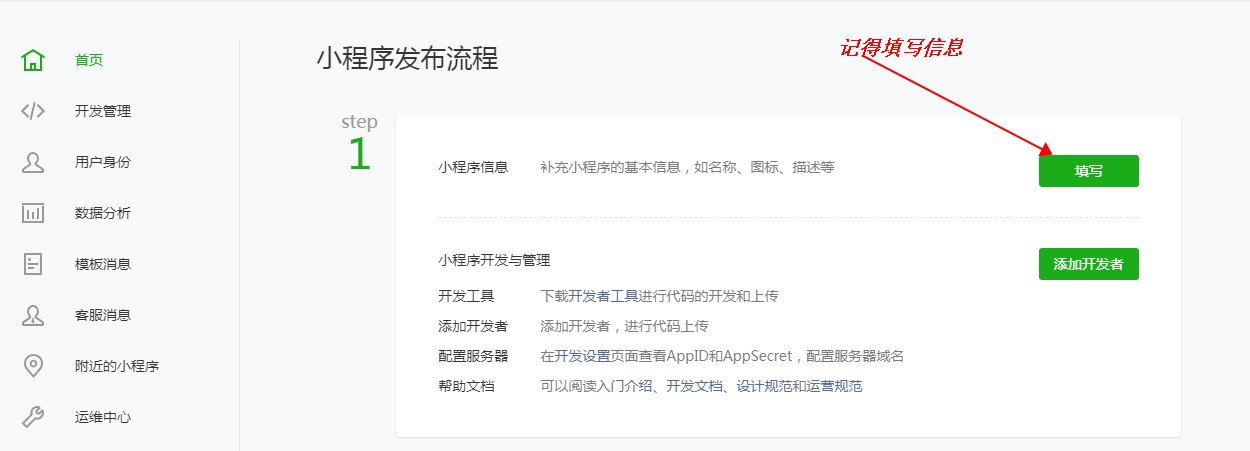 首页
开发管理
用户身份
数据分析
模板消息
客服消息
附近的小程序
运维中心
小程序发布流程
记得填写信息
step
1
小程序信息 补充小程序的基本信息，如名称、图标、描述等 填写
小程序开发与管理 添加开发者
开发工具 下载开发者工具进行代码的开发和上传
添加开发者 添加开发者，进行代码上传
配置服务器 在开发设置页面查看AppID和AppSecret，配置服务器域名
帮助文档 可以阅读入门介绍、开发文档、设计规范和运营规范